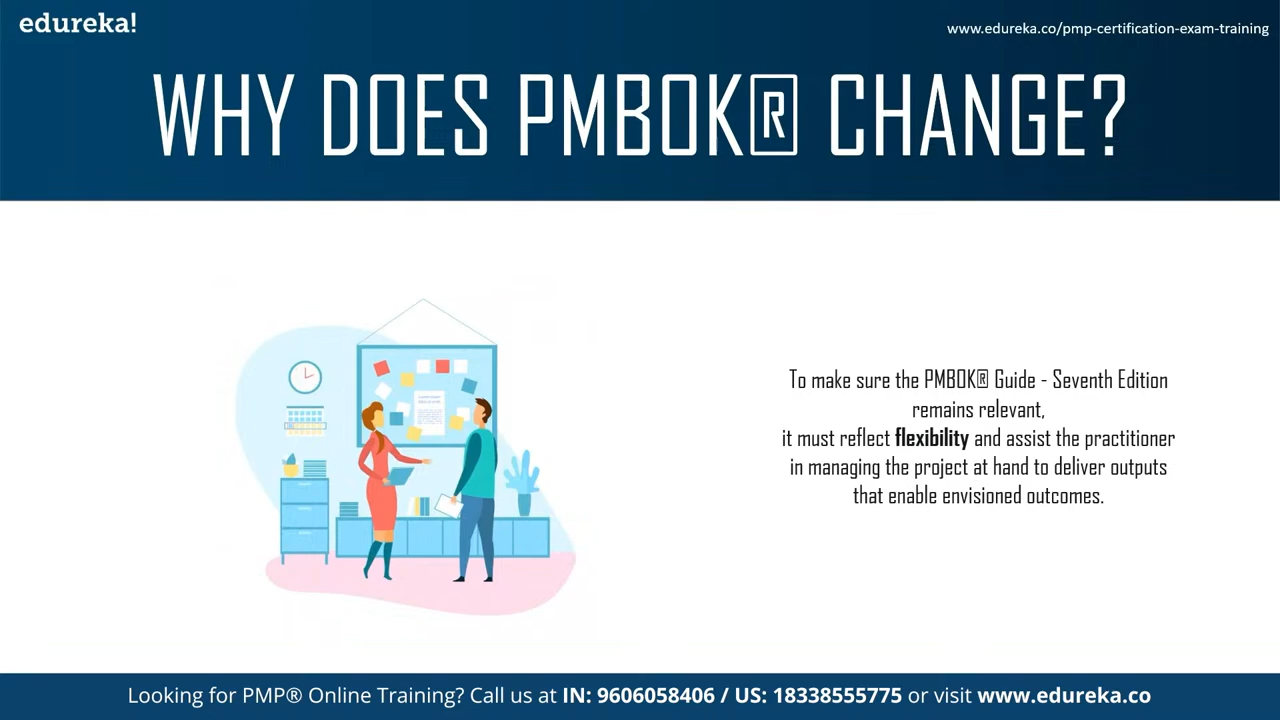 edureka!
www.edureka.co/pmp-certification-exam-training
WHY DOES PMBOK® CHANGE?
To make sure the PMBOK® Guide - Seventh Edition
remains relevant,
it must reflect flexibility and assist the practitioner
in managing the project at hand to deliver outputs
that enable envisioned outcomes.
Looking for PMP® Online Training? Call us at IN: 9606058406 / US: 18338555775 or visit www.edureka.co